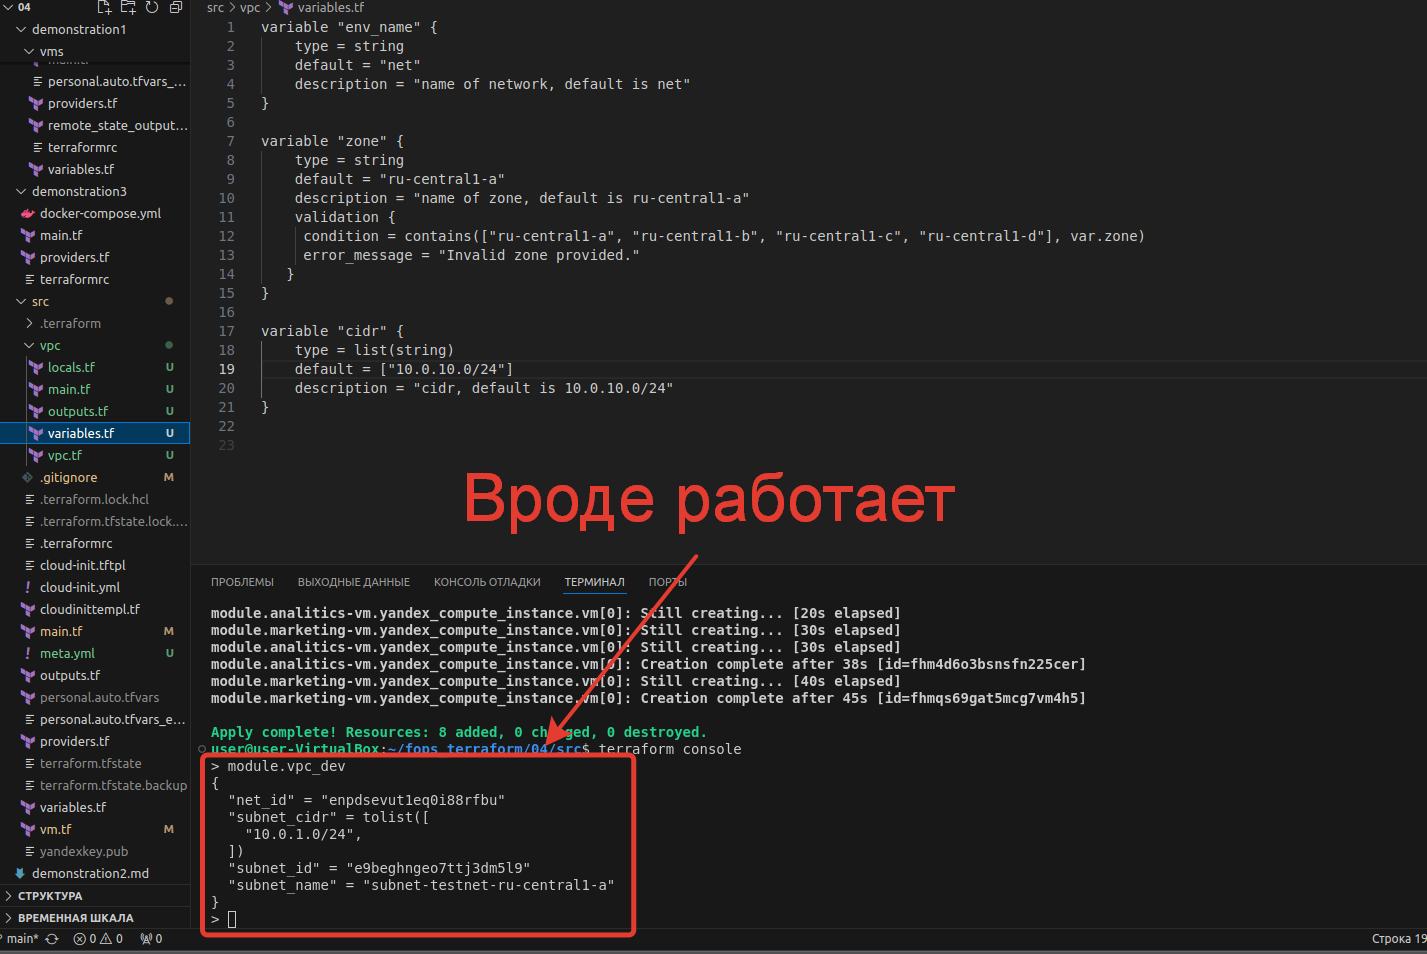 04
demonstration1
vms
personal.auto.tfvars_...
providers.tf
remote_state_output...
terraformrc
variables.tf
demonstration3
docker-compose.yml
main.tf
providers.tf
terraformrc
src
.terraform
vpc
locals.tf U
main.tf U
outputs.tf U
variables.tf U
vpc.tf U
.gitignore M
.terraform.lock.hcl
.terraform.tfstate.lock....
.terraformrc
cloud-init.tftpl
! cloud-init.yml
cloudinittempl.tf
main.tf M
! meta.yml U
outputs.tf
personal.auto.tfvars
personal.auto.tfvars_e...
providers.tf
terraform.tfstate
terraform.tfstate.backup
variables.tf
vm.tf M
yandexkey.pub
demonstration2.md
СТРУКТУРА
ВРЕМЕННАЯ ШКАЛА
src > vpc > variables.tf
1 variable "env_name" {
2 type = string
3 default = "net"
4 description = "name of network, default is net"
5 }
6
7 variable "zone" {
8 type = string
9 default = "ru-central1-a"
10 description = "name of zone, default is ru-central1-a"
11 validation {
12 condition = contains(["ru-central1-a", "ru-central1-b", "ru-central1-c", "ru-central1-d"], var.zone)
13 error_message = "Invalid zone provided."
14 }
15 }
16
17 variable "cidr" {
18 type = list(string)
19 default = ["10.0.10.0/24"]
20 description = "cidr, default is 10.0.10.0/24"
21 }
22
23
Вроде работает
ПРОБЛЕМЫ ВЫХОДНЫЕ ДАННЫЕ КОНСОЛЬ ОТЛАДКИ ТЕРМИНАЛ ПОРТЫ
module.analitics-vm.yandex_compute_instance.vm[0]: Still creating... [20s elapsed]
module.marketing-vm.yandex_compute_instance.vm[0]: Still creating... [30s elapsed]
module.analitics-vm.yandex_compute_instance.vm[0]: Still creating... [30s elapsed]
module.analitics-vm.yandex_compute_instance.vm[0]: Creation complete after 38s [id=fhm4d6o3bsnsfn225cer]
module.marketing-vm.yandex_compute_instance.vm[0]: Still creating... [40s elapsed]
module.marketing-vm.yandex_compute_instance.vm[0]: Creation complete after 45s [id=fhmqs69gat5mcg7vm4h5]
Apply complete! Resources: 8 added, 0 changed, 0 destroyed.
user@user-VirtualBox:~/fops_terraform/04/src$ terraform console
> module.vpc_dev
{
"net_id" = "enpdsevut1eq0i88rfbu"
"subnet_cidr" = tolist([
"10.0.1.0/24",
])
"subnet_id" = "e9beghngeo7ttj3dm5l9"
"subnet_name" = "subnet-testnet-ru-central1-a"
}
>
main* 0 0 0 Строка 19